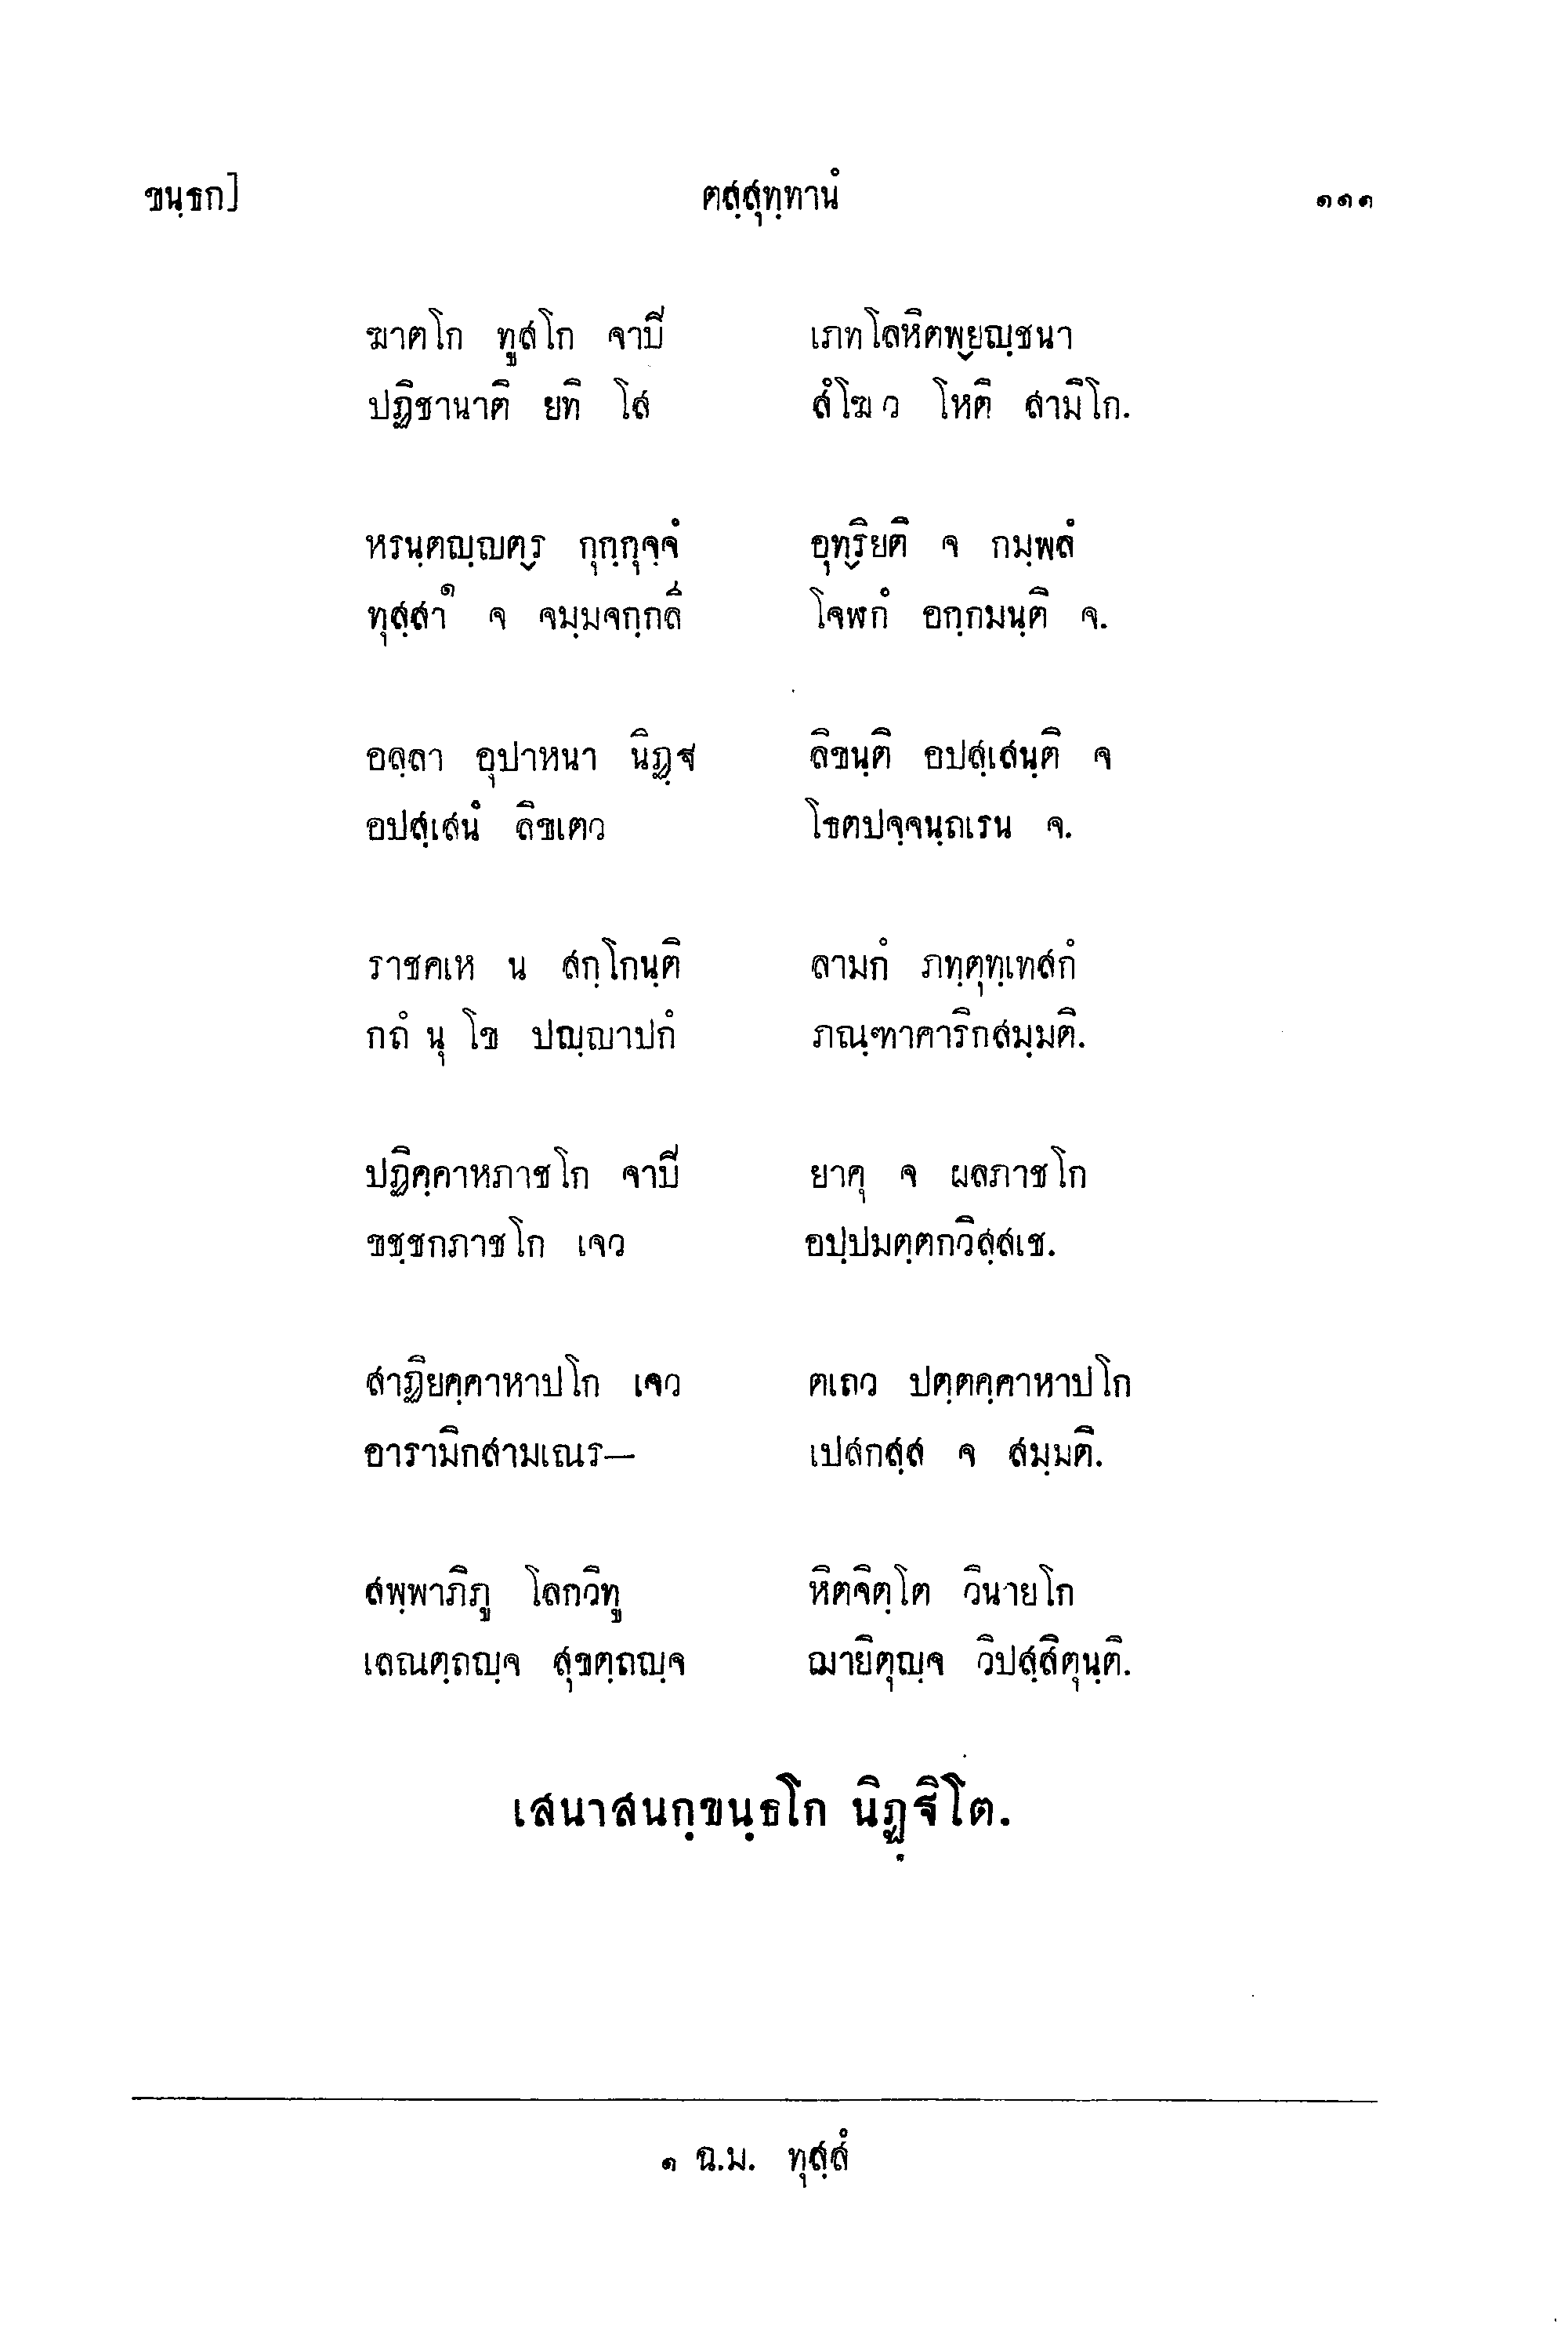 ขนฺธก] ตสฺสุทฺทานํ ๑๑๑
ฆาตโก ทูสโก จาปิ เภทโลหิตพฺยญฺชนา
ปฏิชานาติ ยทิ โส สํโฆ ว โหติ สามิโก.
หรนฺตญฺญตฺร กุกฺกุจฺจํ อุทฺริยติ จ กมฺพลํ
ทุสฺสา๑ จ จมฺมจกฺกลี โจฬกํ อกฺกมนฺติ จ.
อลฺลา อุปาหนา นิฏฺฐุ ลิขนฺติ อปสฺเสนฺติ จ
อปสฺเสนํ ลิขเตว โธตปจฺจนฺถเรน จ.
ราชคเห น สกฺโกนฺติ ลามกํ ภทฺตุทฺเทสกํ
กถํ นุ โข ปญฺญาปกํ ภณฺฑาคาริกสมฺมติ.
ปฏิคฺคาหภาชโก จาปิ ยาคุ จ ผลภาชโก
ขชฺชกภาชโก เจว อปฺปมตฺตกวิสฺสเช.
สาฏิยคฺคาหาปโก เจว ตเถว ปตฺตคฺคาหาปโก
อารามิกสามเณร— เปสกสฺส จ สมฺมติ.
สพฺพาภิภู โลกวิทู หิตจิตฺโต วินายโก
เลณตฺถญฺจ สุขตฺถญฺจ ฌายิตุญฺจ วิปสฺสิตุนฺติ.
เสนาสนกฺขนฺธโก นิฏฺฐิโต.
๑ ฉ.ม. ทุสฺสํ